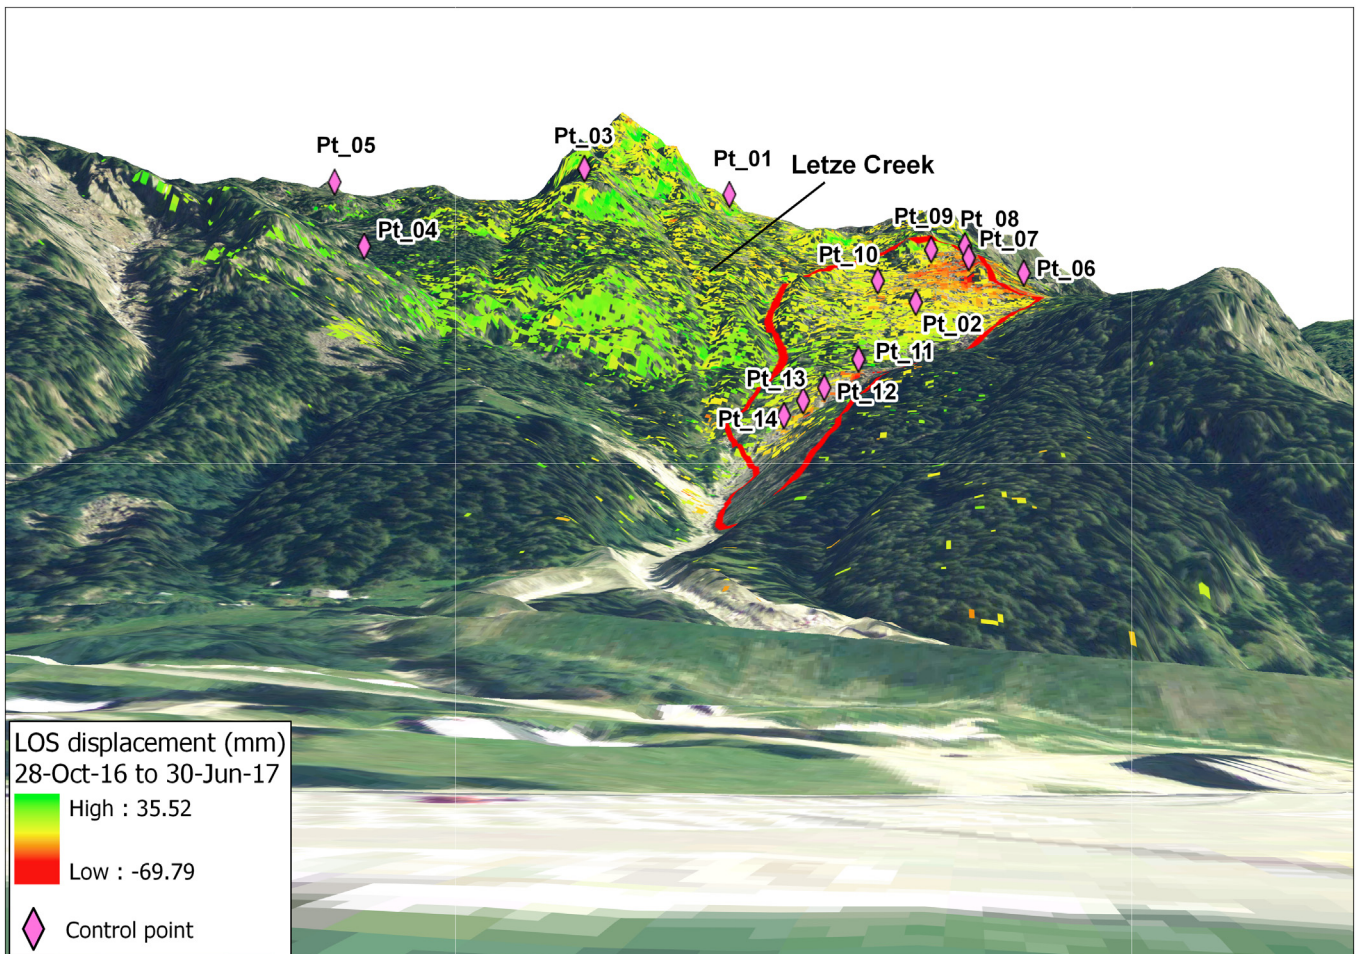 Pt_05
Pt_03
Pt_01
Letze Creek
Pt_04
Pt_09
Pt_08
Pt_07
Pt_10
Pt_06
Pt_02
Pt_11
Pt_13
Pt_12
Pt_14
LOS displacement (mm)
28-Oct-16 to 30-Jun-17
High : 35.52
Low : -69.79
Control point